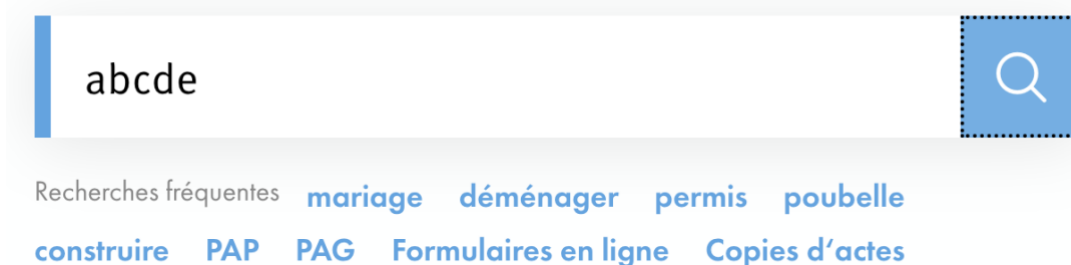 abcde
Recherches fréquentes mariage déménager permis poubelle
construire PAP PAG Formulaires en ligne Copies d‘actes